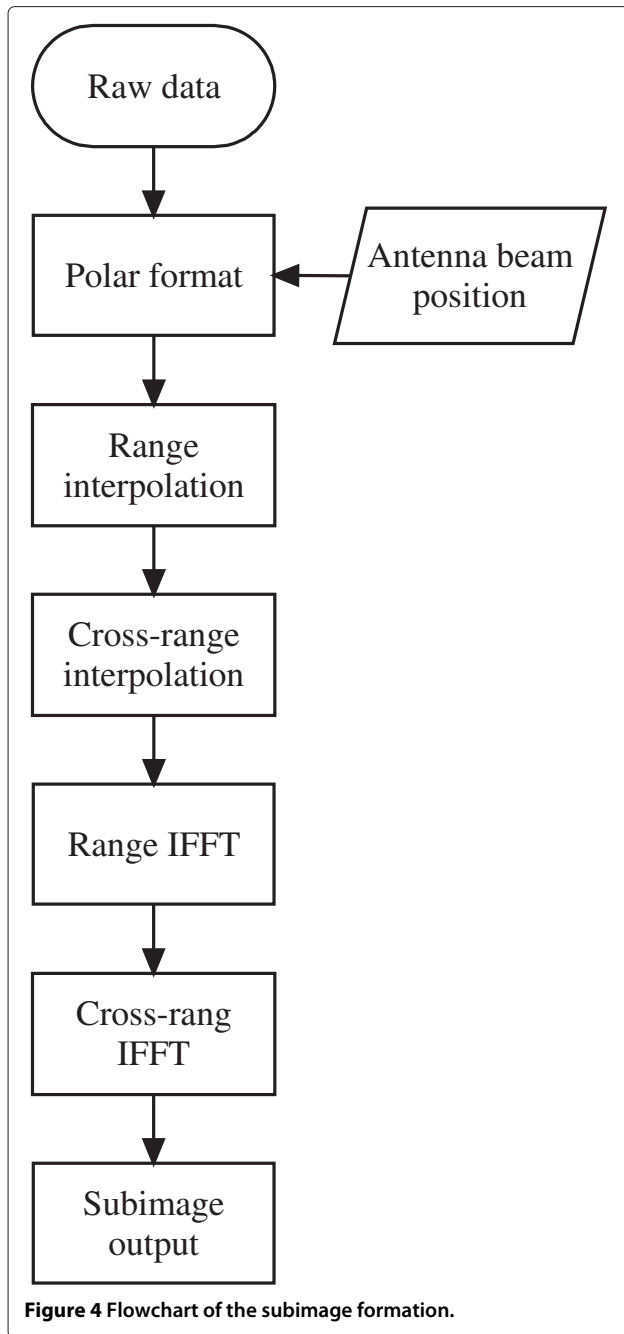 Raw data
Polar format
Antenna beam
position
Range
interpolation
Cross-range
interpolation
Range IFFT
Cross-rang
IFFT
Subimage
output
Figure 4 Flowchart of the subimage formation.